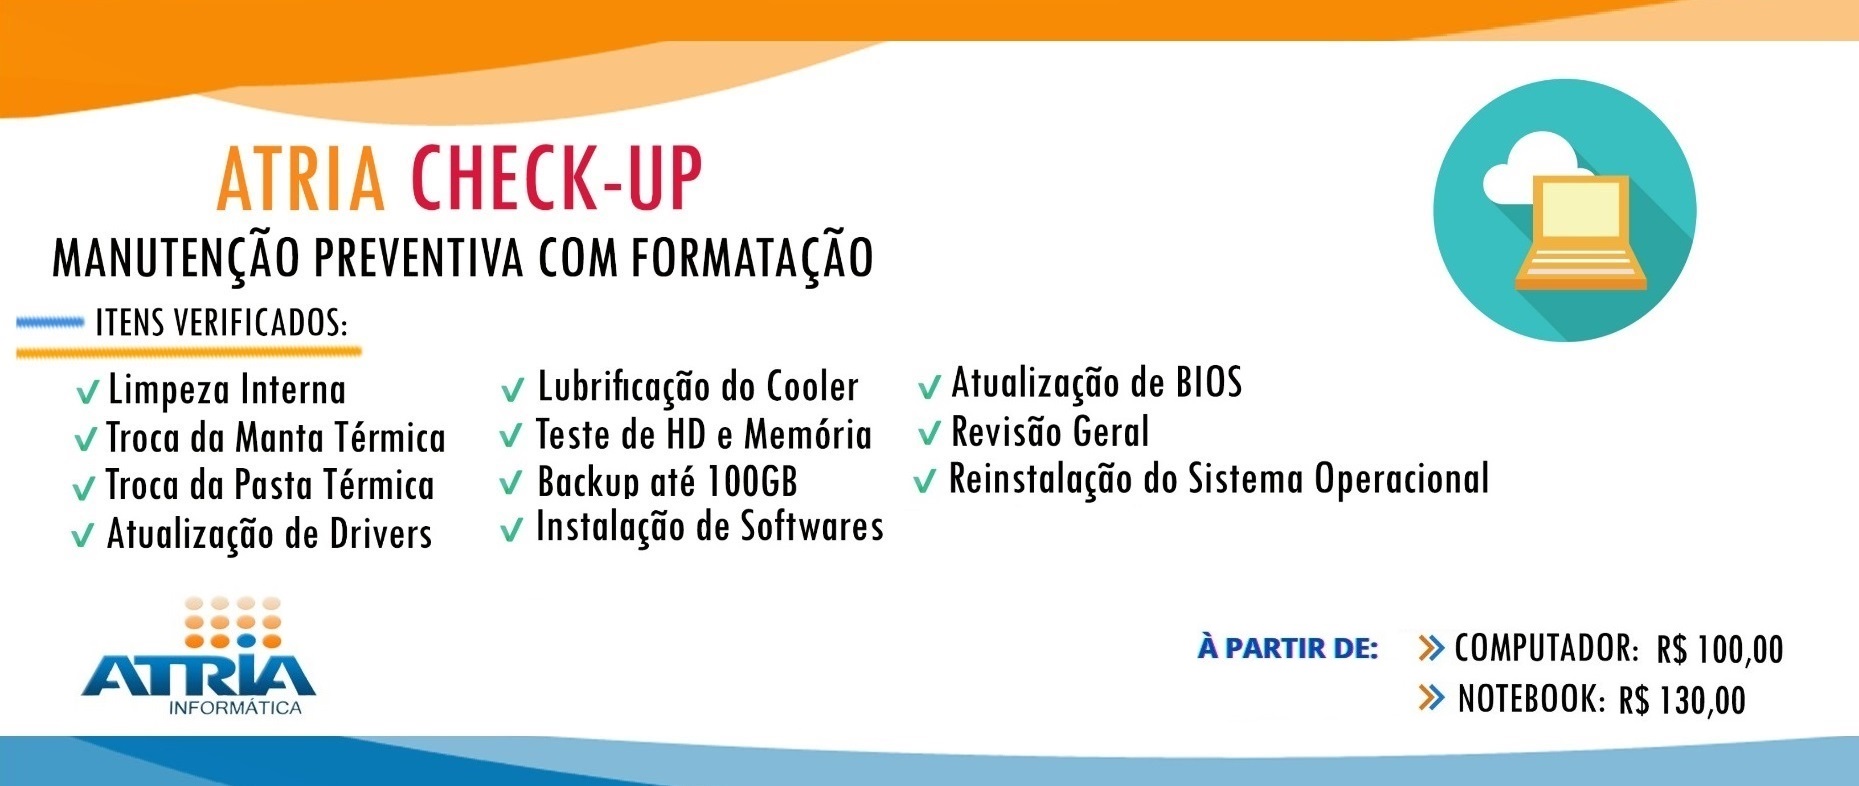 ATRIA CHECK-UP
MANUTENÇÃO PREVENTIVA COM FORMATAÇÃO
ITENS VERIFICADOS:
Limpeza Interna
Troca da Manta Térmica
Troca da Pasta Térmica
Atualização de Drivers
Lubrificação do Cooler
Teste de HD e Memória
Backup até 100GB
Instalação de Softwares
Atualização de BIOS
Revisão Geral
Reinstalação do Sistema Operacional
ATRIA
INFORMÁTICA
À PARTIR DE:
COMPUTADOR: R$ 100,00
NOTEBOOK: R$ 130,00